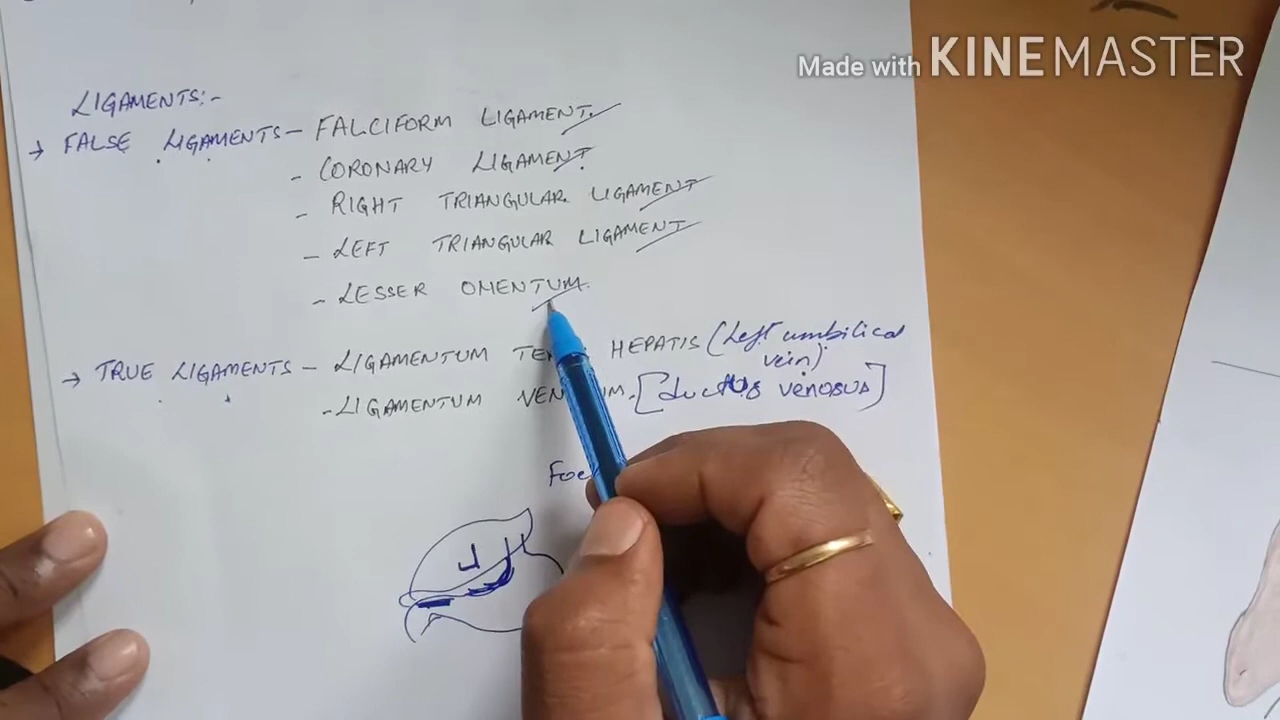 Made with KINEMASTER
LIGAMENTS:-
→ FALSE LIGAMENTS - FALCIFORM LIGAMENT.
- CORONARY LIGAMENT.
- RIGHT TRIANGULAR LIGAMENT
- LEFT TRIANGULAR LIGAMENT
- LESSER OMENTUM.
→ TRUE LIGAMENTS - LIGAMENTUM HEPATIS (Left umbilical
vein)
- LIGAMENTUM [ductus venosus]